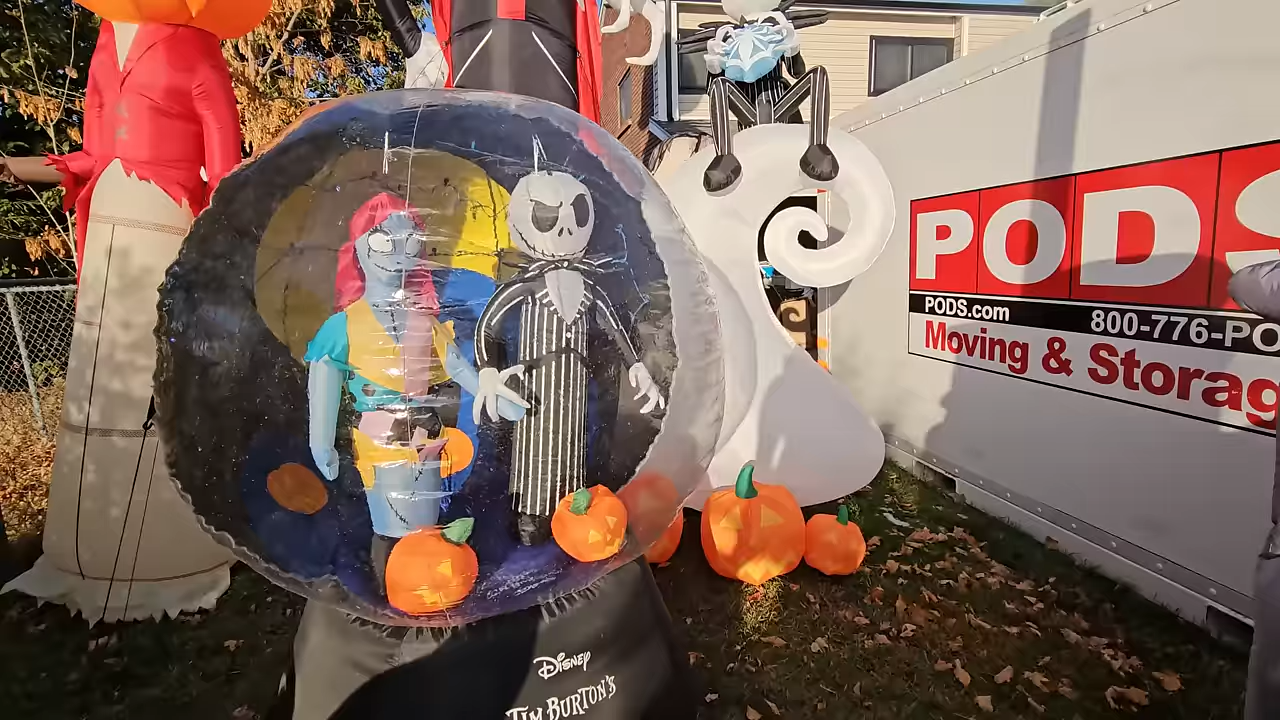 PODS
PODS.com 800-776-PO
Moving & Storag
Disney
TIM BURTON'S